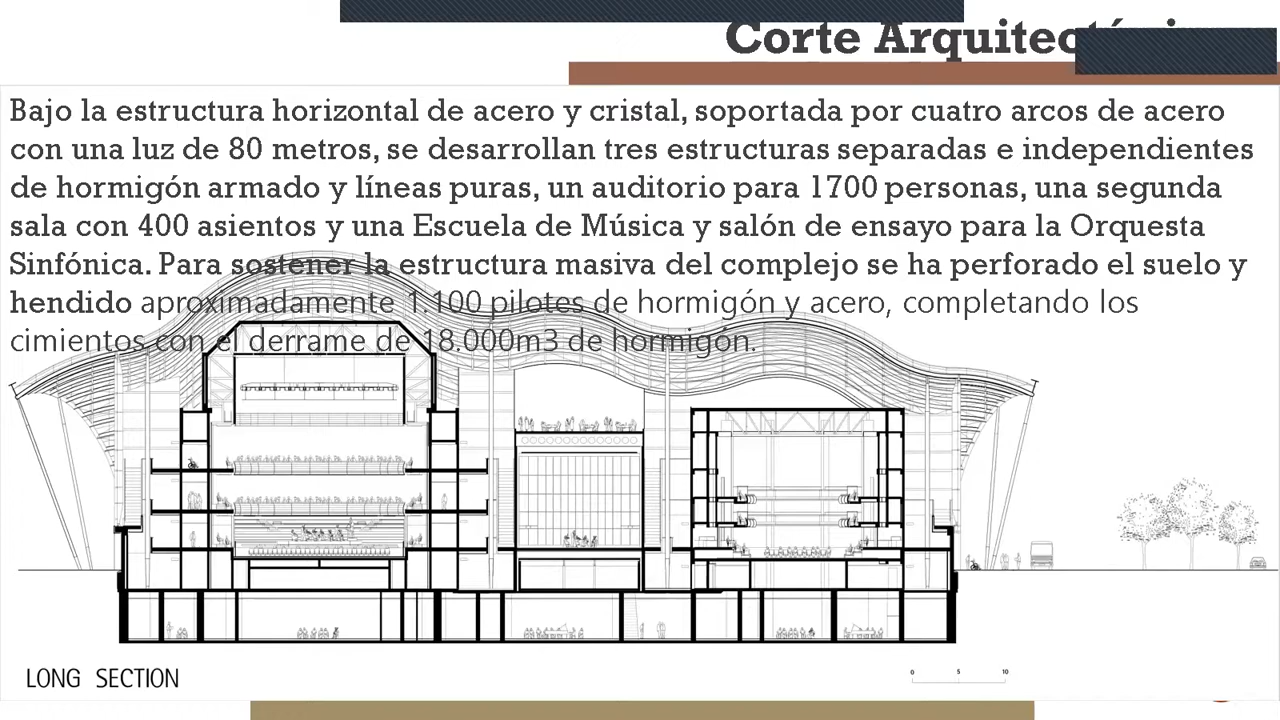 Corte
Bajo la estructura horizontal de acero y cristal, soportada por cuatro arcos de acero
con una luz de 80 metros, se desarrollan tres estructuras separadas e independientes
de hormigón armado y líneas puras, un auditorio para 1700 personas, una segunda
sala con 400 asientos y una Escuela de Música y salón de ensayo para la Orquesta
Sinfónica. Para sostener la estructura masiva del complejo se ha perforado el suelo y
hendido aproximadamente 1.100 pilotes de hormigón y acero, completando los
cimientos con el derrame de 18.000m3 de hormigón.
LONG SECTION
0 5 10